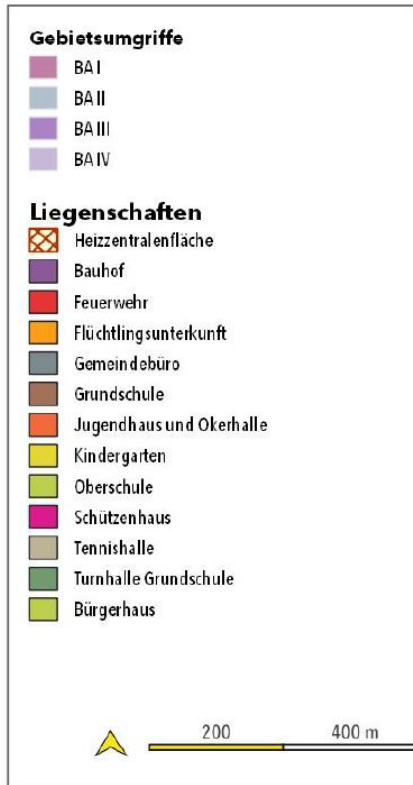 Gebietsumgriffe
BA I
BA II
BA III
BA IV
Liegenschaften
Heizzentralenfläche
Bauhof
Feuerwehr
Flüchtlingsunterkunft
Gemeindebüro
Grundschule
Jugendhaus und Okerhalle
Kindergarten
Oberschule
Schützenhaus
Tennishalle
Turnhalle Grundschule
Bürgerhaus
200 400 m